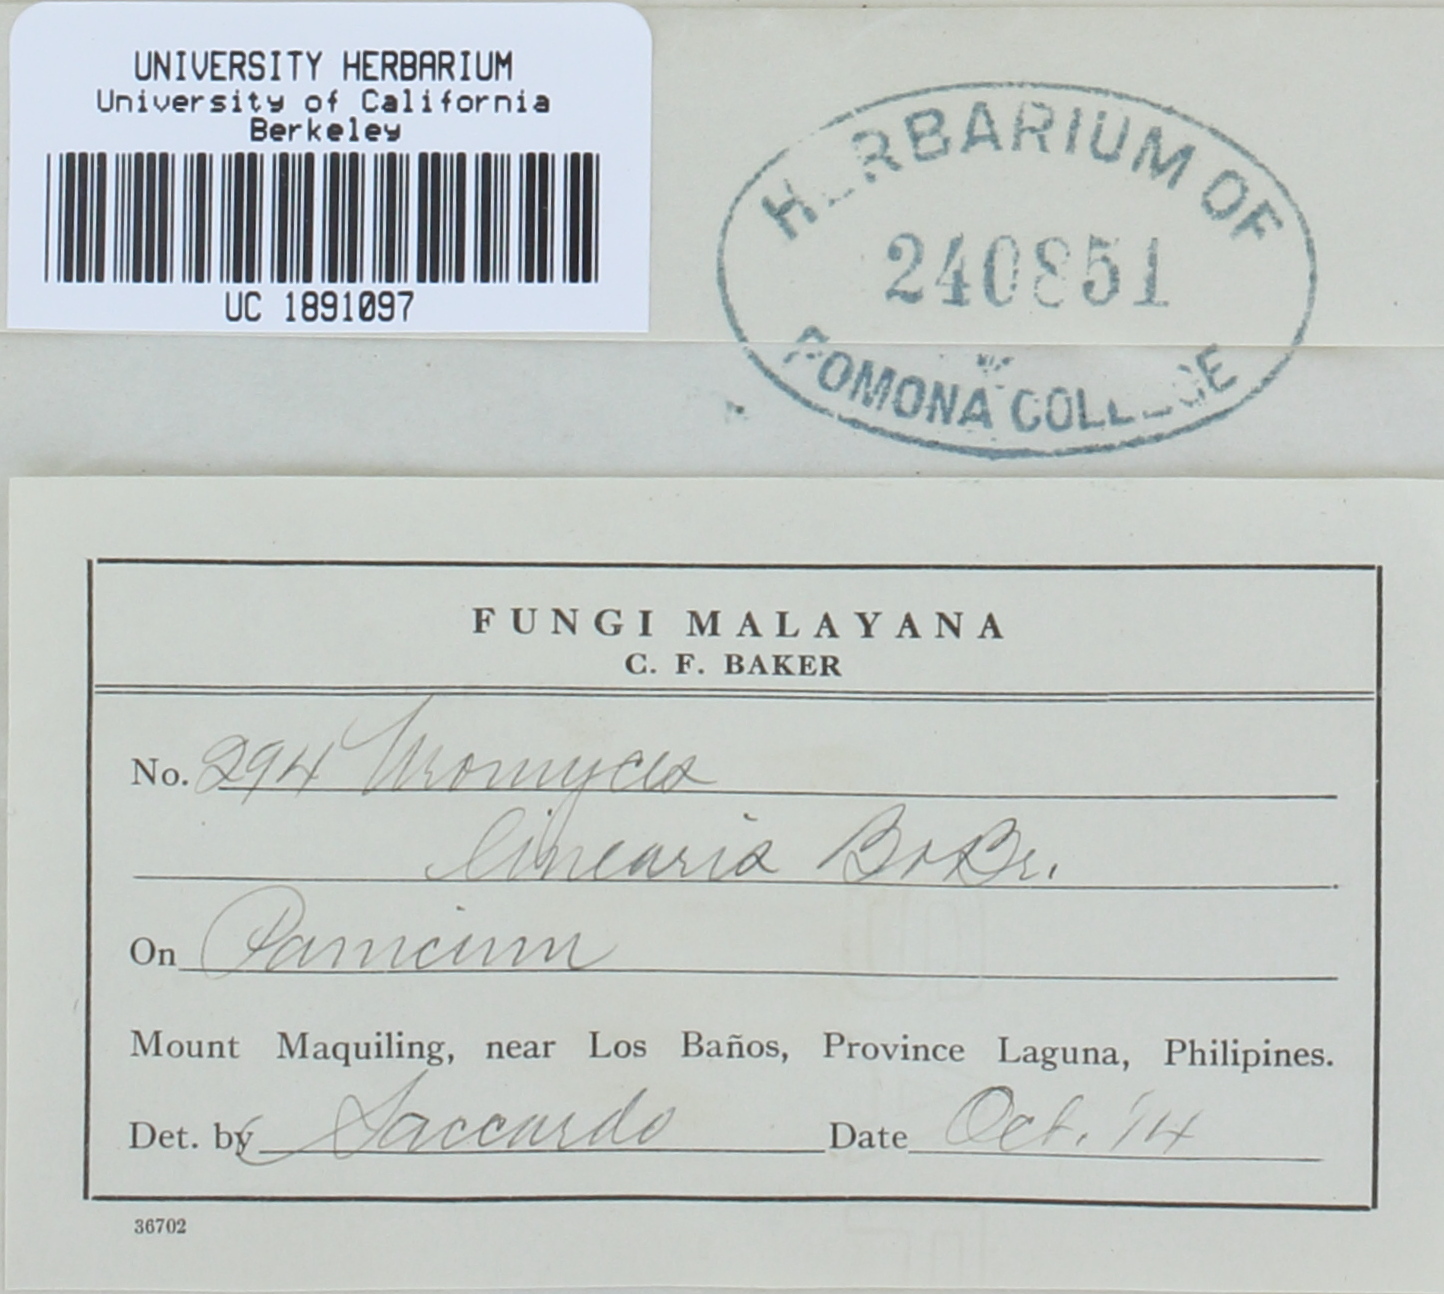 UNIVERSITY HERBARIUM
University of California
Berkeley
UC 1891097
HERBARIUM OF
240851
POMONA COLLEGE
FUNGI MALAYANA
C. F. BAKER
No. 294 Uromyces
linearis B & Br.
On Panicum
Mount Maquiling, near Los Baños, Province Laguna, Philipines.
Det. by Saccardo Date Oct. '14
36702